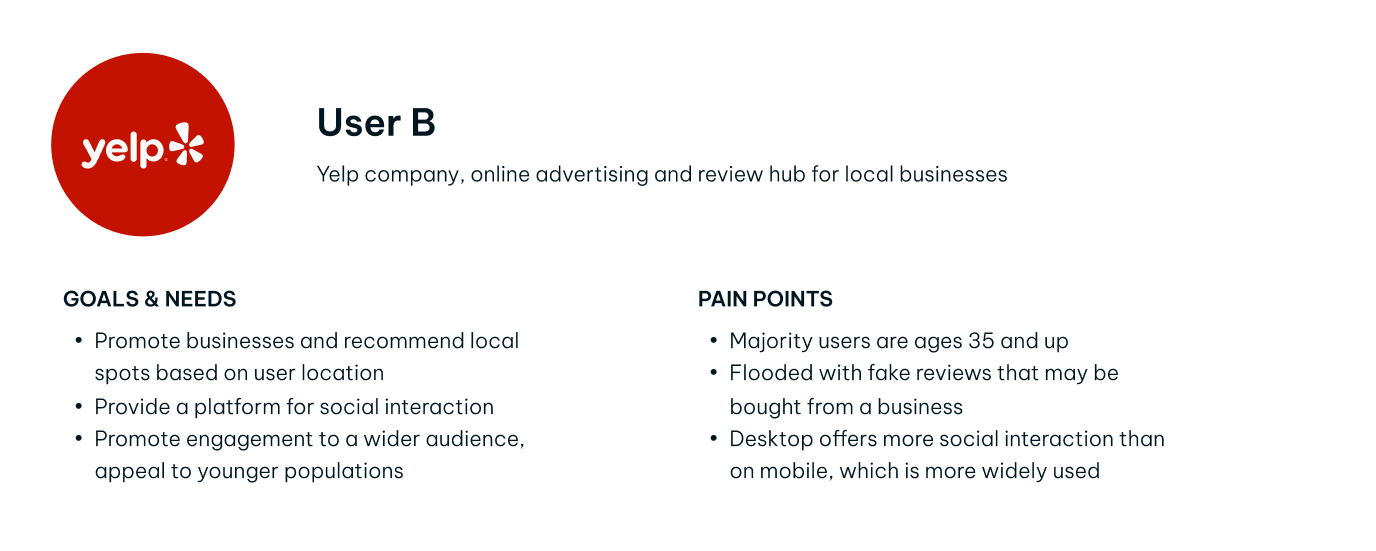 yelp
User B
Yelp company, online advertising and review hub for local businesses
GOALS & NEEDS
• Promote businesses and recommend local
spots based on user location
• Provide a platform for social interaction
• Promote engagement to a wider audience,
appeal to younger populations
PAIN POINTS
• Majority users are ages 35 and up
• Flooded with fake reviews that may be
bought from a business
• Desktop offers more social interaction than
on mobile, which is more widely used